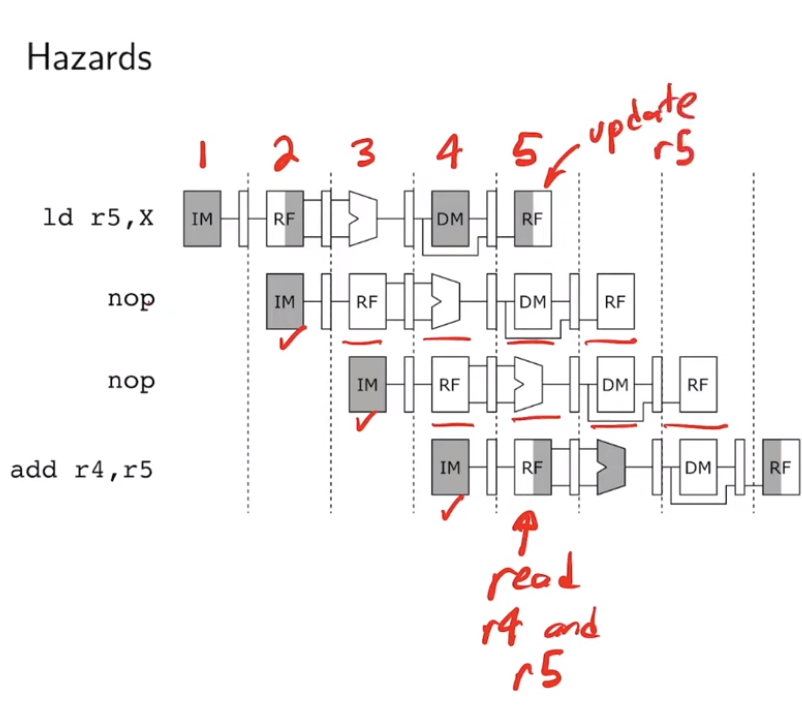 Hazards
update
r5
1 2 3 4 5
ld r5,X IM RF DM RF
nop IM RF DM RF
nop IM RF DM RF
add r4,r5 IM RF DM RF
read
r4 and
r5